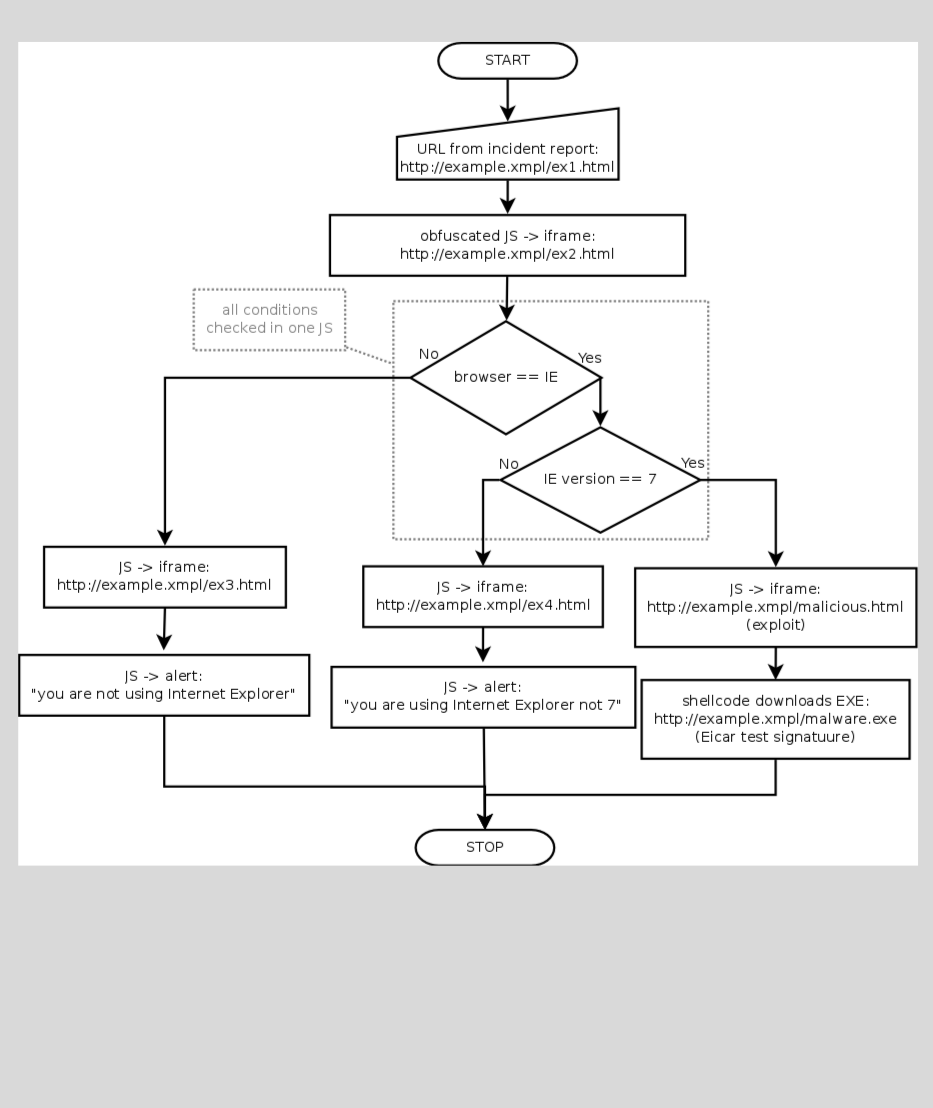 START
URL from incident report:
http://example.xmpl/ex1.html
obfuscated JS -> iframe:
http://example.xmpl/ex2.html
all conditions
checked in one JS
No
Yes
browser == IE
No
Yes
IE version == 7
JS -> iframe:
http://example.xmpl/ex3.html
JS -> iframe:
http://example.xmpl/ex4.html
JS -> iframe:
http://example.xmpl/malicious.html
(exploit)
JS -> alert:
"you are not using Internet Explorer"
JS -> alert:
"you are using Internet Explorer not 7"
shellcode downloads EXE:
http://example.xmpl/malware.exe
(Eicar test signatuure)
STOP